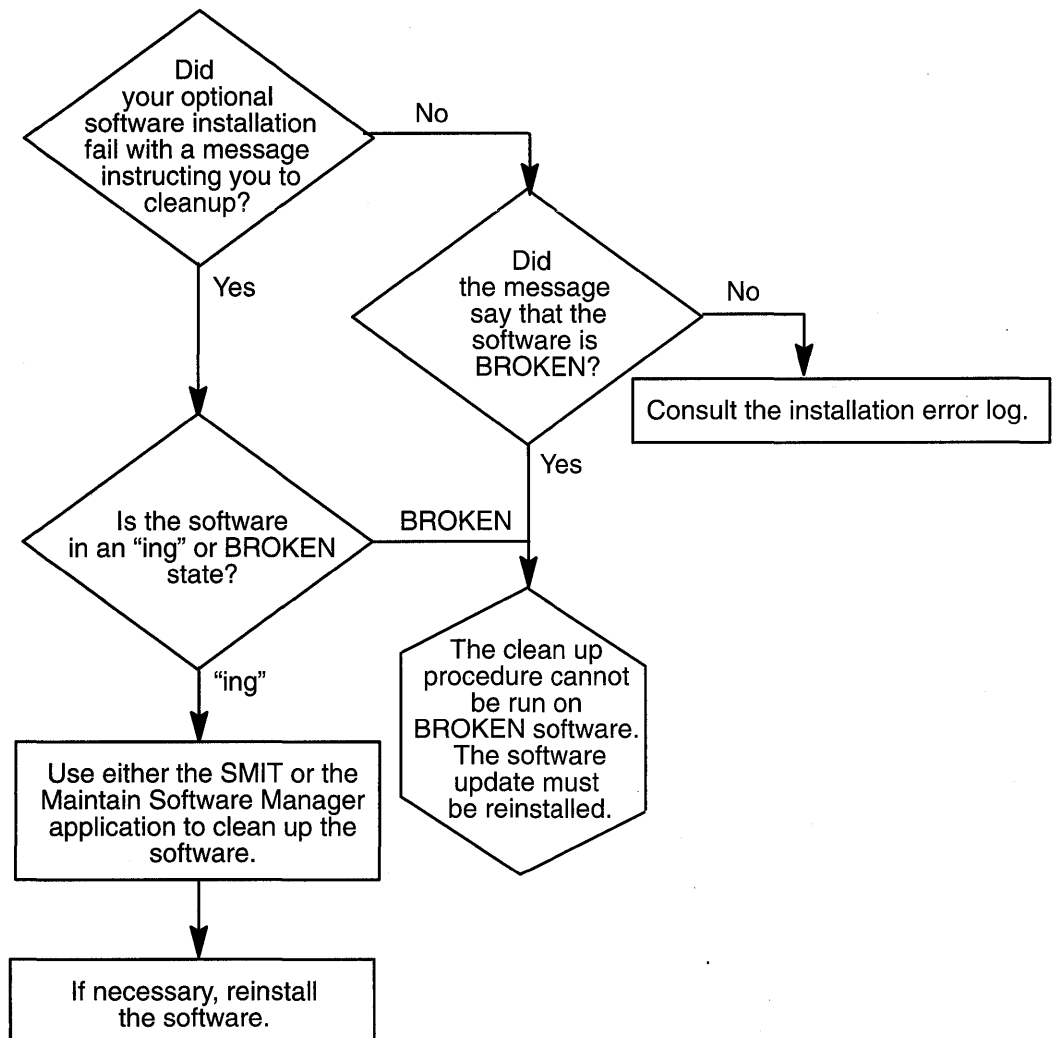 Did
your optional
software installation
fail with a message
instructing you to
cleanup?
No
Yes
Did
the message
say that the
software is
BROKEN?
No
Consult the installation error log.
Yes
Is the software
in an “ing” or BROKEN
state?
BROKEN
“ing”
The clean up
procedure cannot
be run on
BROKEN software.
The software
update must
be reinstalled.
Use either the SMIT or the
Maintain Software Manager
application to clean up the
software.
If necessary, reinstall
the software.